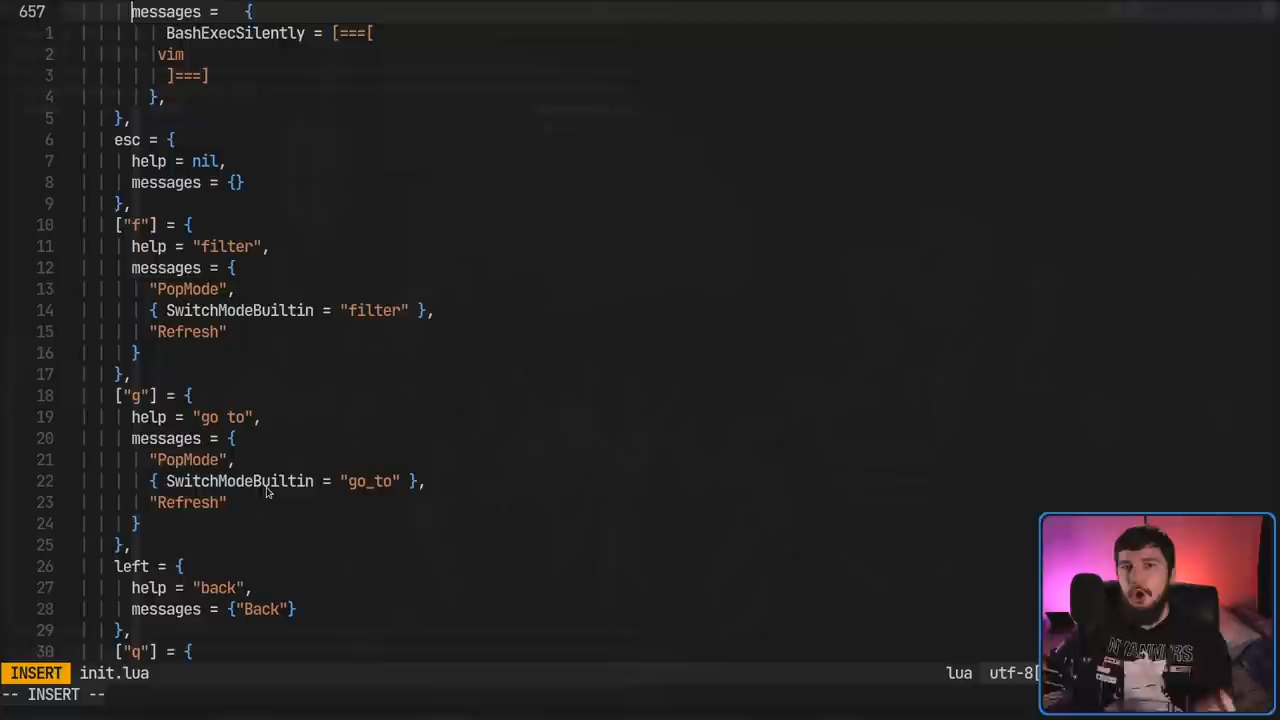 657 messages = {
1 BashExecSilently = [===[
2 vim
3 ]===]
4 },
5 },
6 esc = {
7 help = nil,
8 messages = {}
9 },
10 ["f"] = {
11 help = "filter",
12 messages = {
13 "PopMode",
14 { SwitchModeBuiltin = "filter" },
15 "Refresh"
16 }
17 },
18 ["g"] = {
19 help = "go to",
20 messages = {
21 "PopMode",
22 { SwitchModeBuiltin = "go_to" },
23 "Refresh"
24 }
25 },
26 left = {
27 help = "back",
28 messages = {"Back"}
29 },
30 ["q"] = {
INSERT init.lua lua utf-8[
-- INSERT --